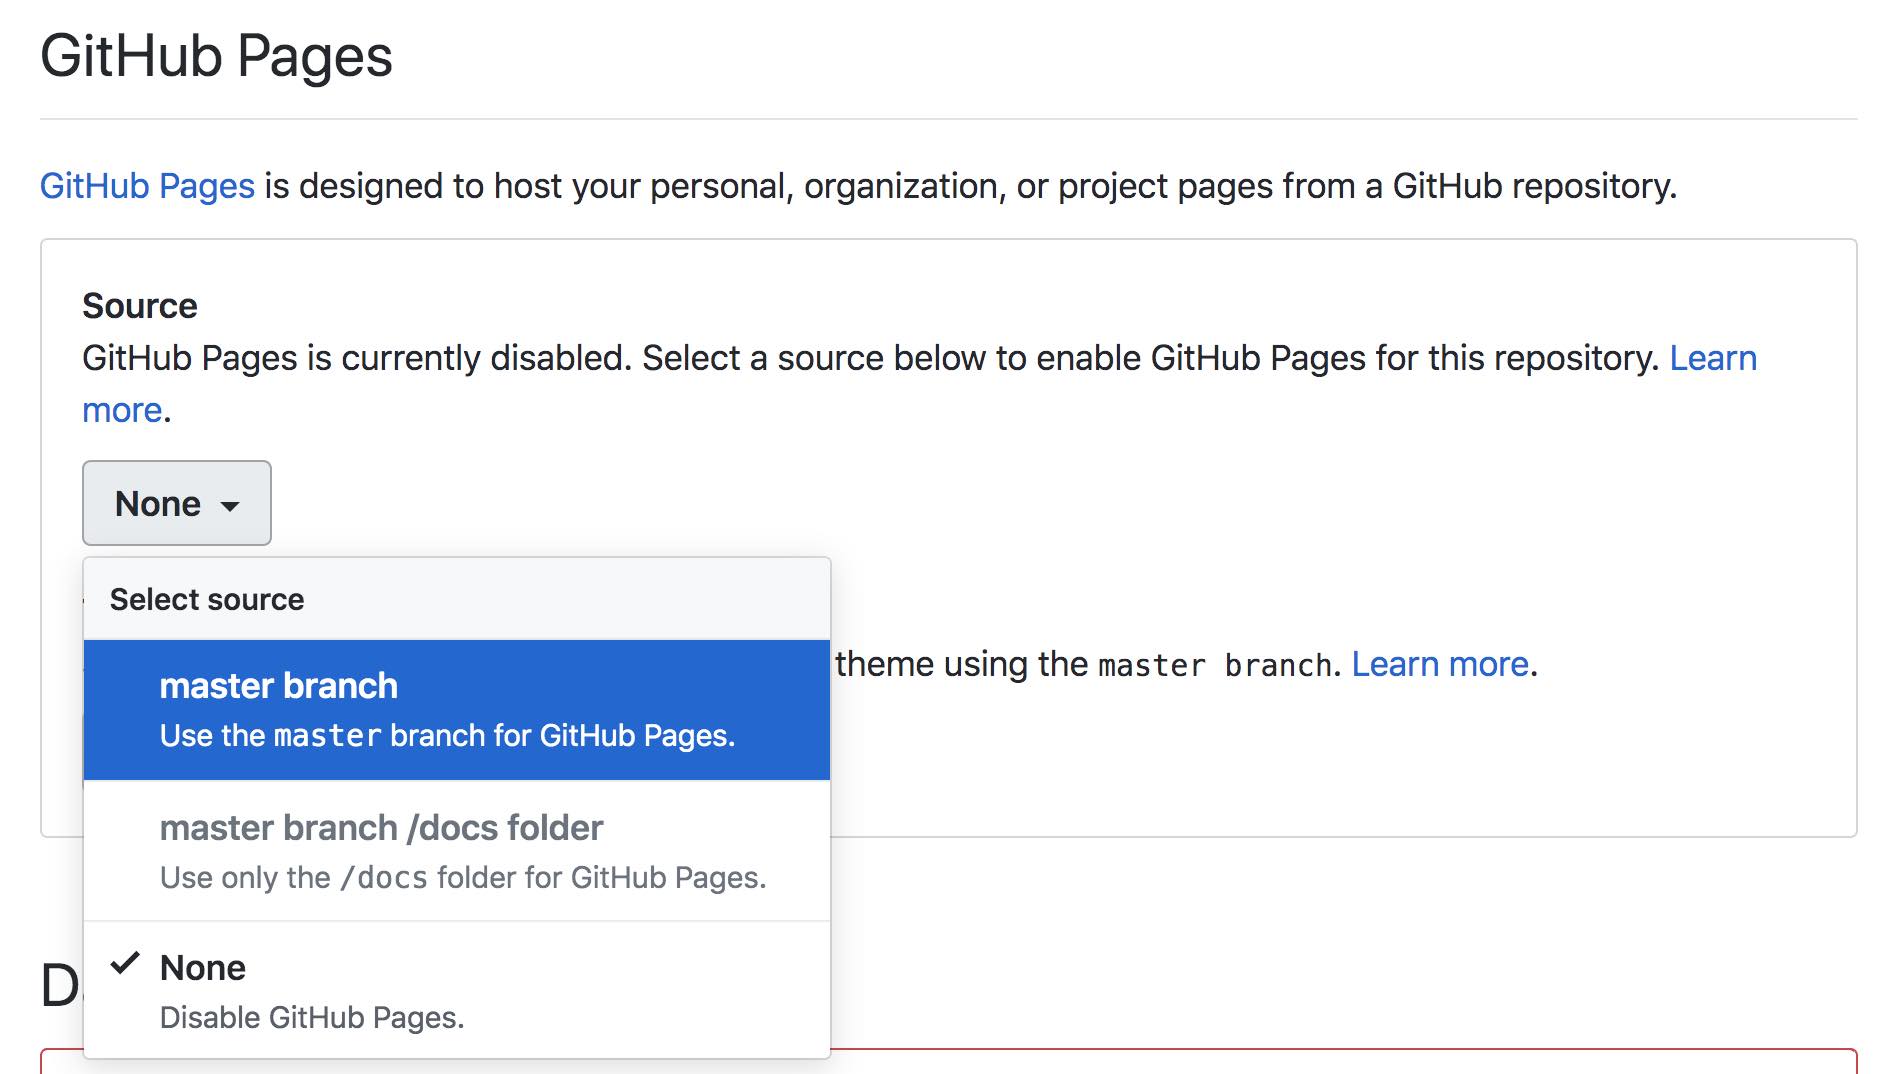 GitHub Pages
GitHub Pages is designed to host your personal, organization, or project pages from a GitHub repository.
Source
GitHub Pages is currently disabled. Select a source below to enable GitHub Pages for this repository. Learn
more.
None
Select source
master branch
Use the master branch for GitHub Pages.
theme using the master branch. Learn more.
master branch /docs folder
Use only the /docs folder for GitHub Pages.
None
Disable GitHub Pages.
D